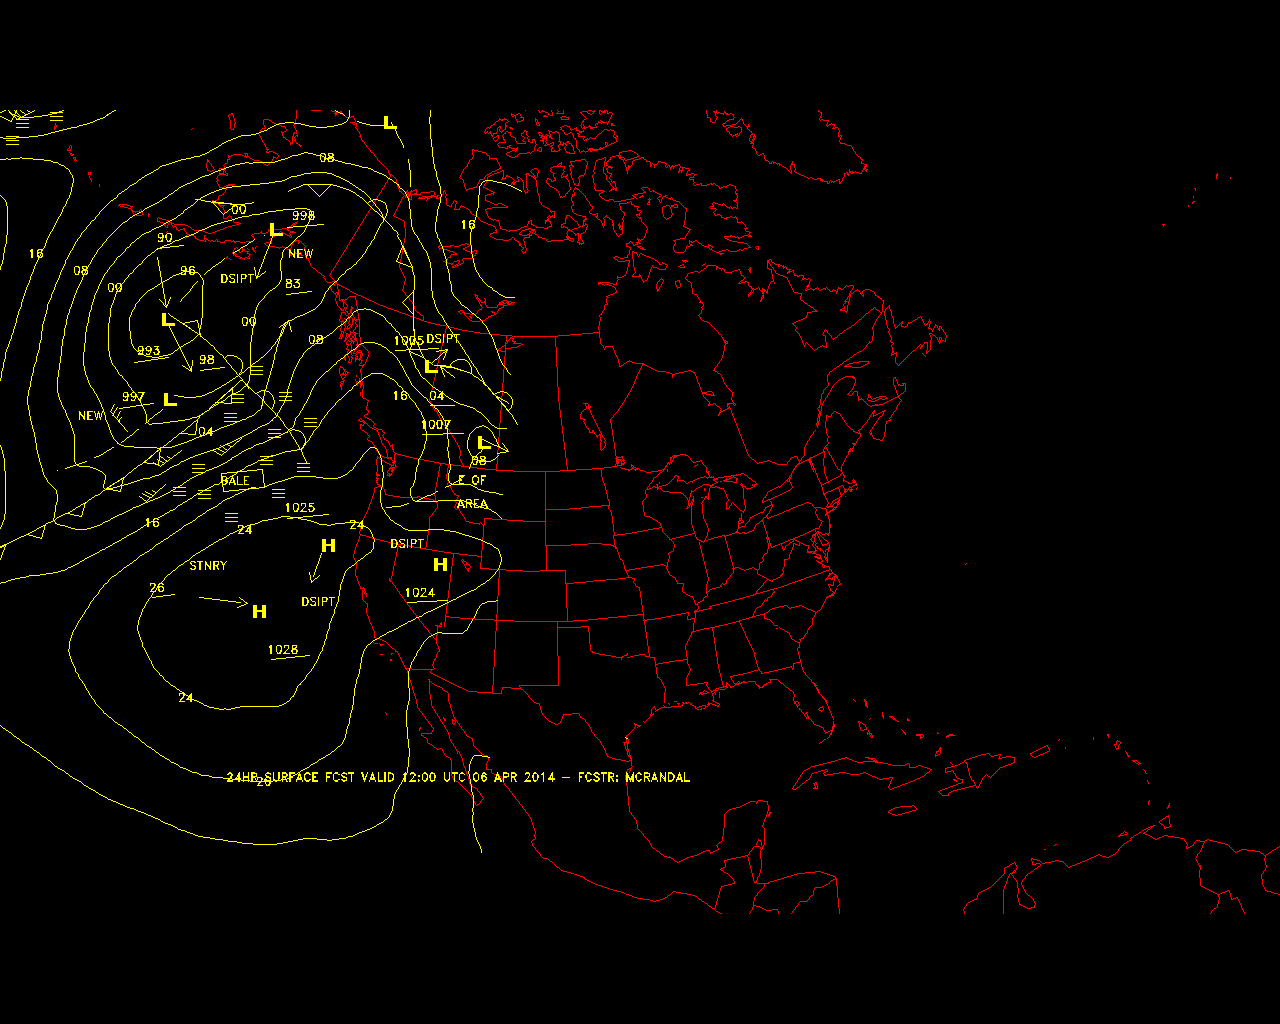 L
08
00
998
L
16
90
NEW
16
96
08
DSIPT
83
00
L
00
08
1005
DSIPT
993
98
L
997
L
16
04
NEW
1007
04
L
08
GALE
E OF
AREA
1025
16
24
24
H
DSIPT
STNRY
H
26
1024
DSIPT
H
1028
24
24HR SURFACE FCST VALID 12:00 UTC 06 APR 2014 – FCSTR: MCRANDAL
20